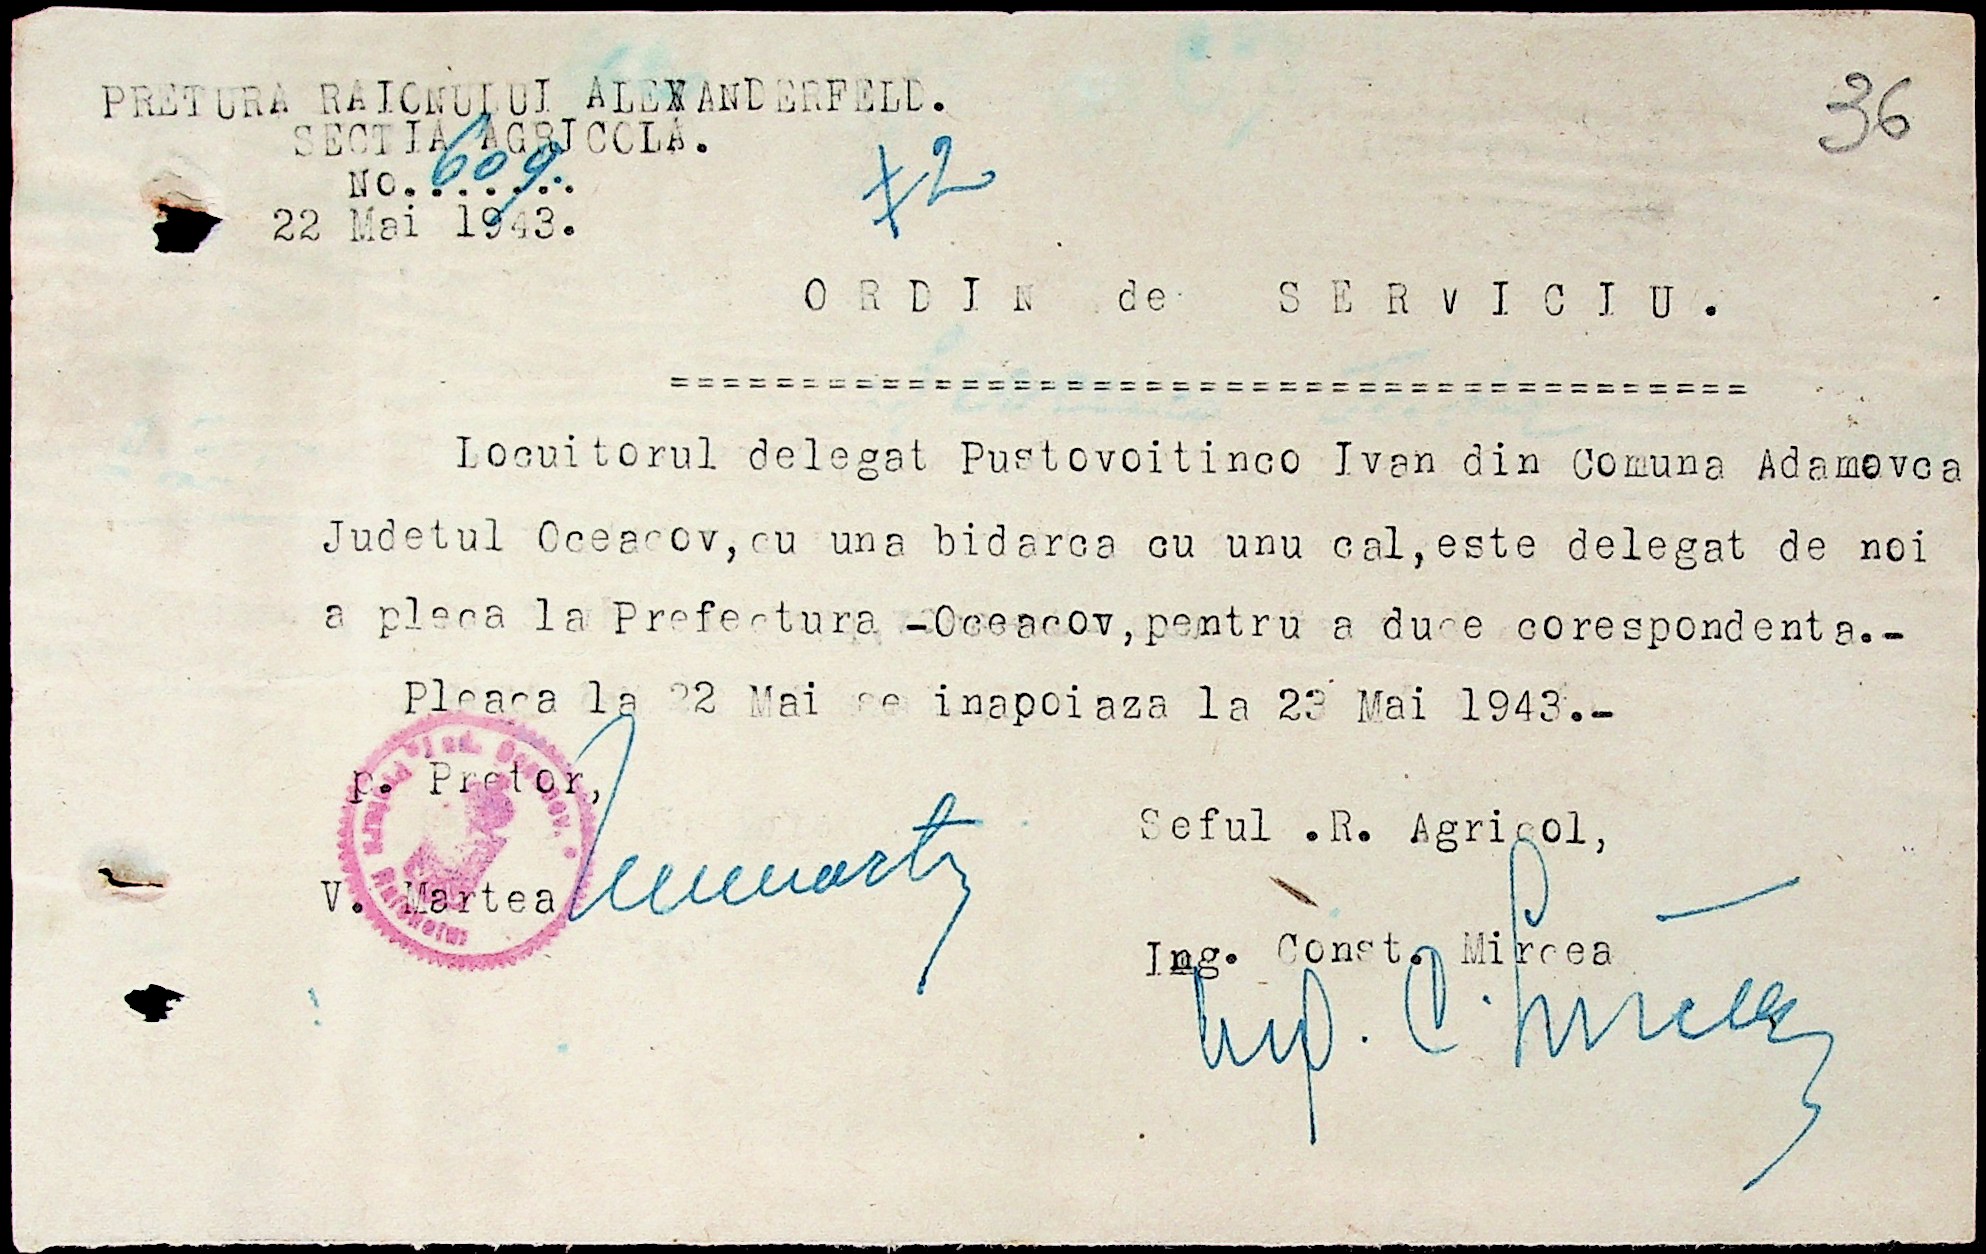 PRETURA RAIONULUI ALEXANDERFELD.
36
SECTIA AGRICOLA.
No. 609.
x2
22 Mai 1943.
ORDIN de SERVICIU.
=========================================
Locuitorul delegat Pustovoitinco Ivan din Comuna Adamovca
Judetul Oceacov, cu una bidarca cu unu cal, este delegat de noi
a pleca la Prefectura -Oceacov, pentru a duce corespondenta.-
Pleaca la 22 Mai se inapoiaza la 23 Mai 1943.-
p. Pretor,
Seful .R. Agricol,
V. Martea
Ing. Const. Mircea